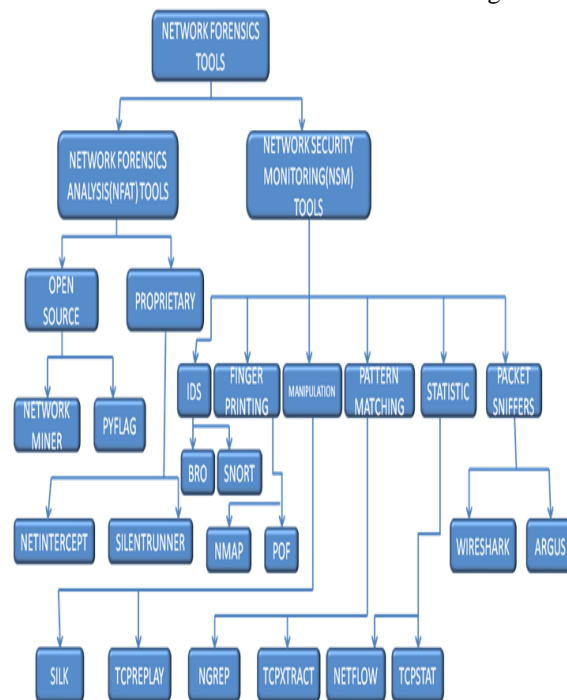 NETWORK FORENSICS
TOOLS
NETWORK FORENSICS
ANALYSIS(NFAT) TOOLS
NETWORK SECURITY
MONITORING(NSM)
TOOLS
OPEN
SOURCE
PROPRIETARY
IDS
FINGER
PRINTING
MANIPULATION
PATTERN
MATCHING
STATISTIC
PACKET
SNIFFERS
NETWORK
MINER
PYFLAG
BRO
SNORT
NETINTERCEPT
SILENTRUNNER
NMAP
POF
WIRESHARK
ARGUS
SILK
TCPREPLAY
NGREP
TCPXTRACT
NETFLOW
TCPSTAT